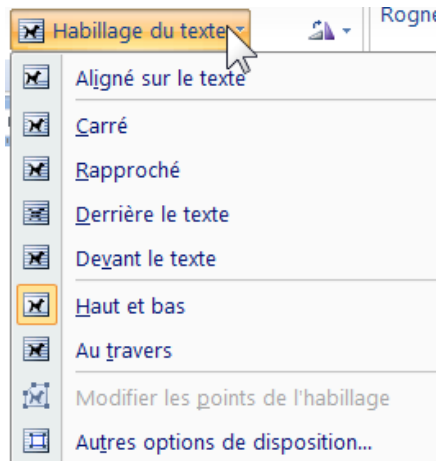 Habillage du texte
Rogne
Aligné sur le texte
Carré
Rapproché
Derrière le texte
Devant le texte
Haut et bas
Au travers
Modifier les points de l'habillage
Autres options de disposition...